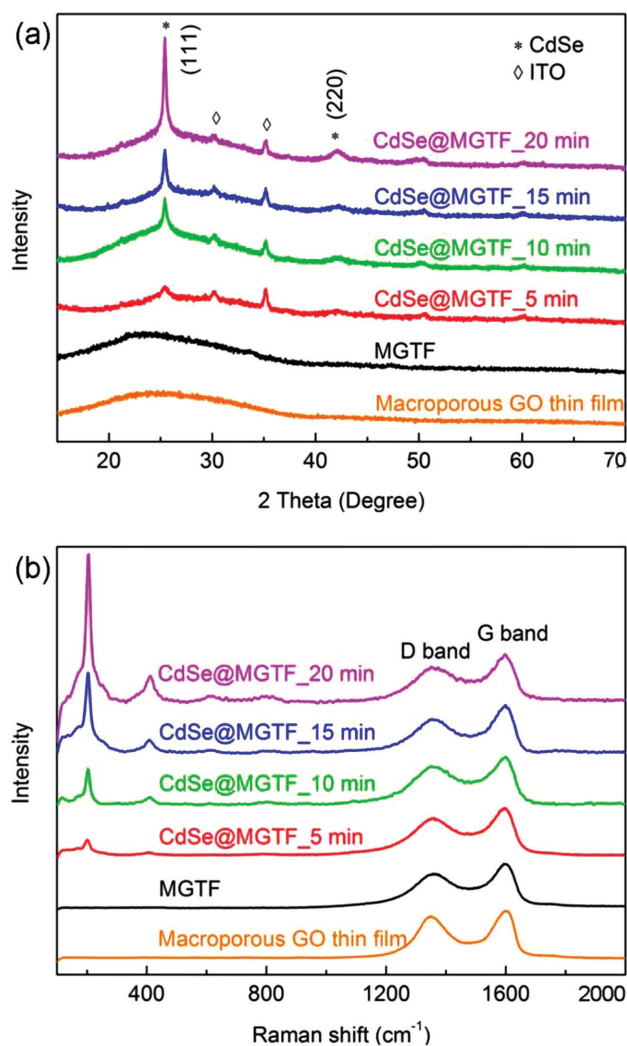 (a)
*
(111)
* CdSe
◊ ITO
◊
◊
(220)
*
CdSe@MGTF_20 min
CdSe@MGTF_15 min
CdSe@MGTF_10 min
CdSe@MGTF_5 min
MGTF
Macroporous GO thin film
Intensity
20 30 40 50 60 70
2 Theta (Degree)
(b)
D band
G band
CdSe@MGTF_20 min
CdSe@MGTF_15 min
CdSe@MGTF_10 min
CdSe@MGTF_5 min
MGTF
Macroporous GO thin film
Intensity
400 800 1200 1600 2000
Raman shift (cm⁻¹)